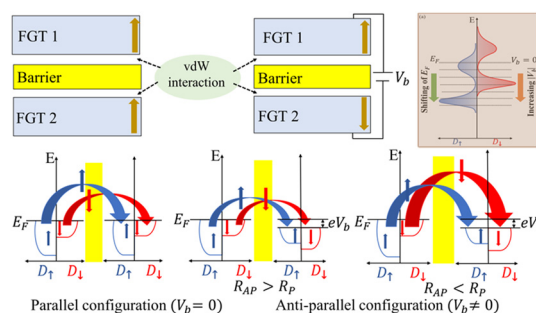 FGT 1
Barrier
FGT 2
vdW
interaction
FGT 1
Barrier
FGT 2
V_b
(a)
E
E_F
V_b = 0
Shifting of E_F
Increasing |V_b|
D↑
D↓
E_F
D↑
D↓
D↑
D↓
E
E_F
eV_b
D↑
D↓
D↑
D↓
R_AP > R_P
E
E_F
eV_b
D↑
D↓
D↑
D↓
R_AP < R_P
Parallel configuration (V_b = 0)
Anti-parallel configuration (V_b ≠ 0)